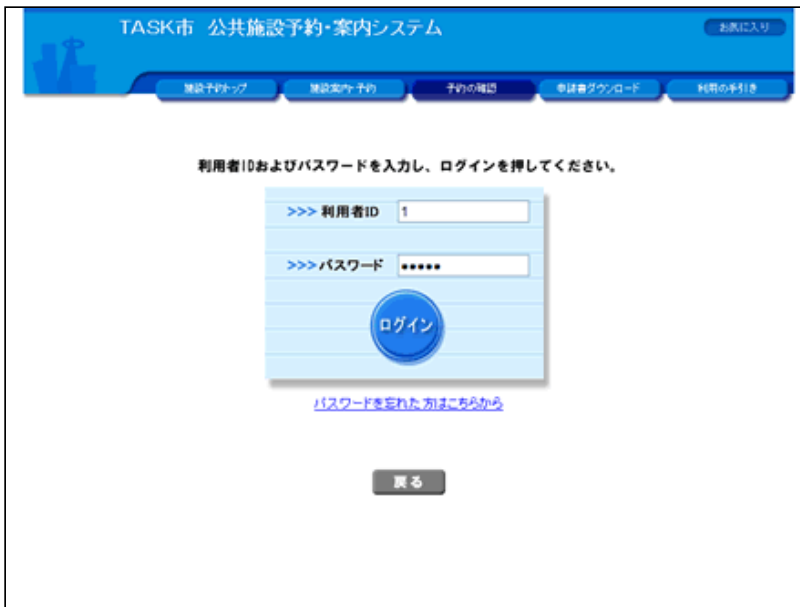 TASK市 公共施設予約・案内システム
お気に入り
施設予約トップ 施設案内・予約 予約の確認 申請書ダウンロード 利用の手引き
利用者IDおよびパスワードを入力し、ログインを押してください。
>>> 利用者ID 1
>>> パスワード •••••
ログイン
パスワードを忘れた方はこちらから
戻る